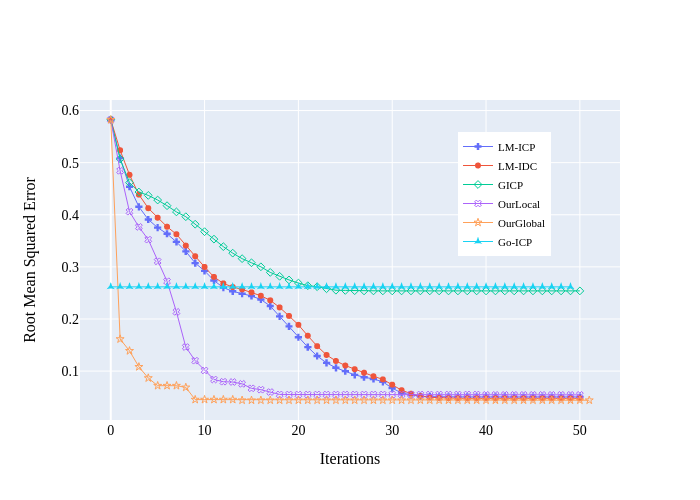 0.6
0.5
0.4
0.3
0.2
0.1
Root Mean Squared Error
LM-ICP
LM-IDC
GICP
OurLocal
OurGlobal
Go-ICP
0 10 20 30 40 50
Iterations